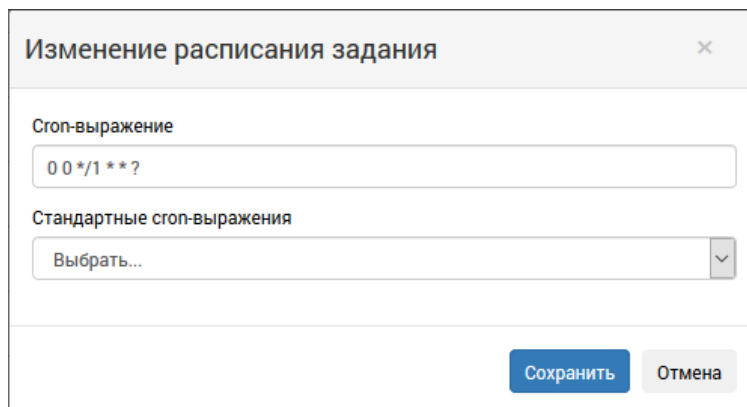 Изменение расписания задания
×
Cron-выражение
0 0 */1 * * ?
Стандартные cron-выражения
Выбрать...
Сохранить Отмена